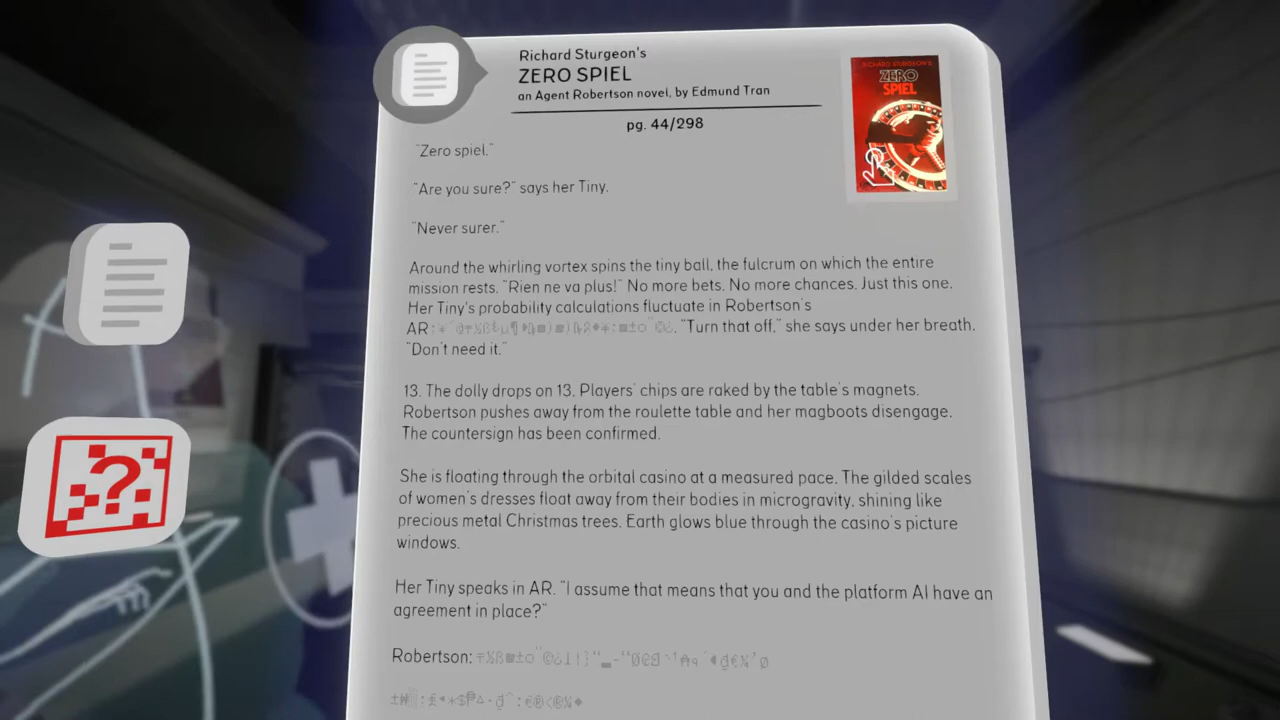 Richard Sturgeon's
ZERO SPIEL
an Agent Robertson novel, by Edmund Tran
pg. 44/298
RICHARD STURGEON'S
ZERO
SPIEL
"Zero spiel."
"Are you sure?" says her Tiny.
"Never surer."
Around the whirling vortex spins the tiny ball, the fulcrum on which the entire
mission rests. "Rien ne va plus!" No more bets. No more chances. Just this one.
Her Tiny's probability calculations fluctuate in Robertson's
AR "Turn that off," she says under her breath.
"Don't need it."
13. The dolly drops on 13. Players' chips are raked by the table's magnets.
Robertson pushes away from the roulette table and her magboots disengage.
The countersign has been confirmed.
She is floating through the orbital casino at a measured pace. The gilded scales
of women's dresses float away from their bodies in microgravity, shining like
precious metal Christmas trees. Earth glows blue through the casino's picture
windows.
Her Tiny speaks in AR. "I assume that means that you and the platform AI have an
agreement in place?"
Robertson:
?